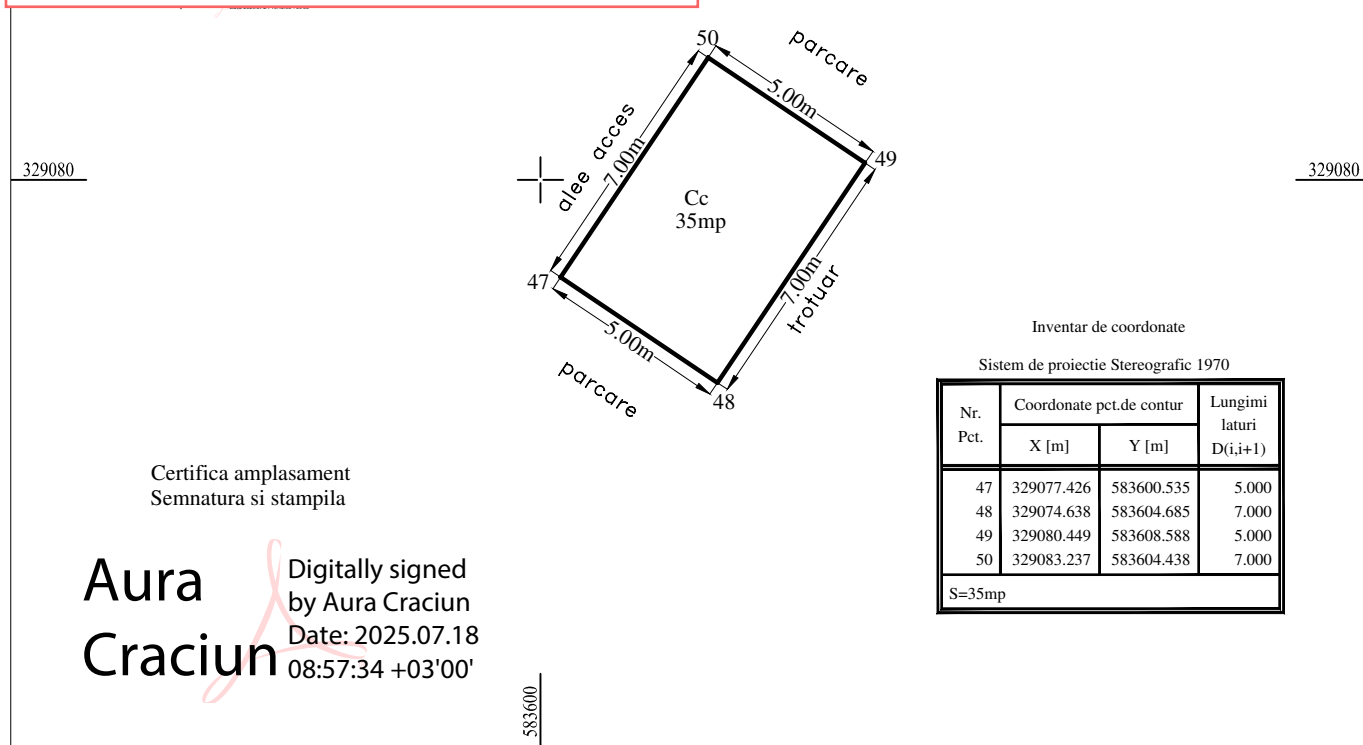 50
parcare
5.00m
alee acces
7.00m
49
329080
329080
Cc
35mp
47
7.00m
trotuar
5.00m
parcare
48
Inventar de coordonate
Sistem de proiectie Stereografic 1970
Nr. Pct.
Coordonate pct.de contur
Lungimi laturi D(i,i+1)
X [m] Y [m]
47 329077.426 583600.535 5.000
48 329074.638 583604.685 7.000
49 329080.449 583608.588 5.000
50 329083.237 583604.438 7.000
S=35mp
Certifica amplasament
Semnatura si stampila
Aura
Craciun
Digitally signed
by Aura Craciun
Date: 2025.07.18
08:57:34 +03'00'
583600